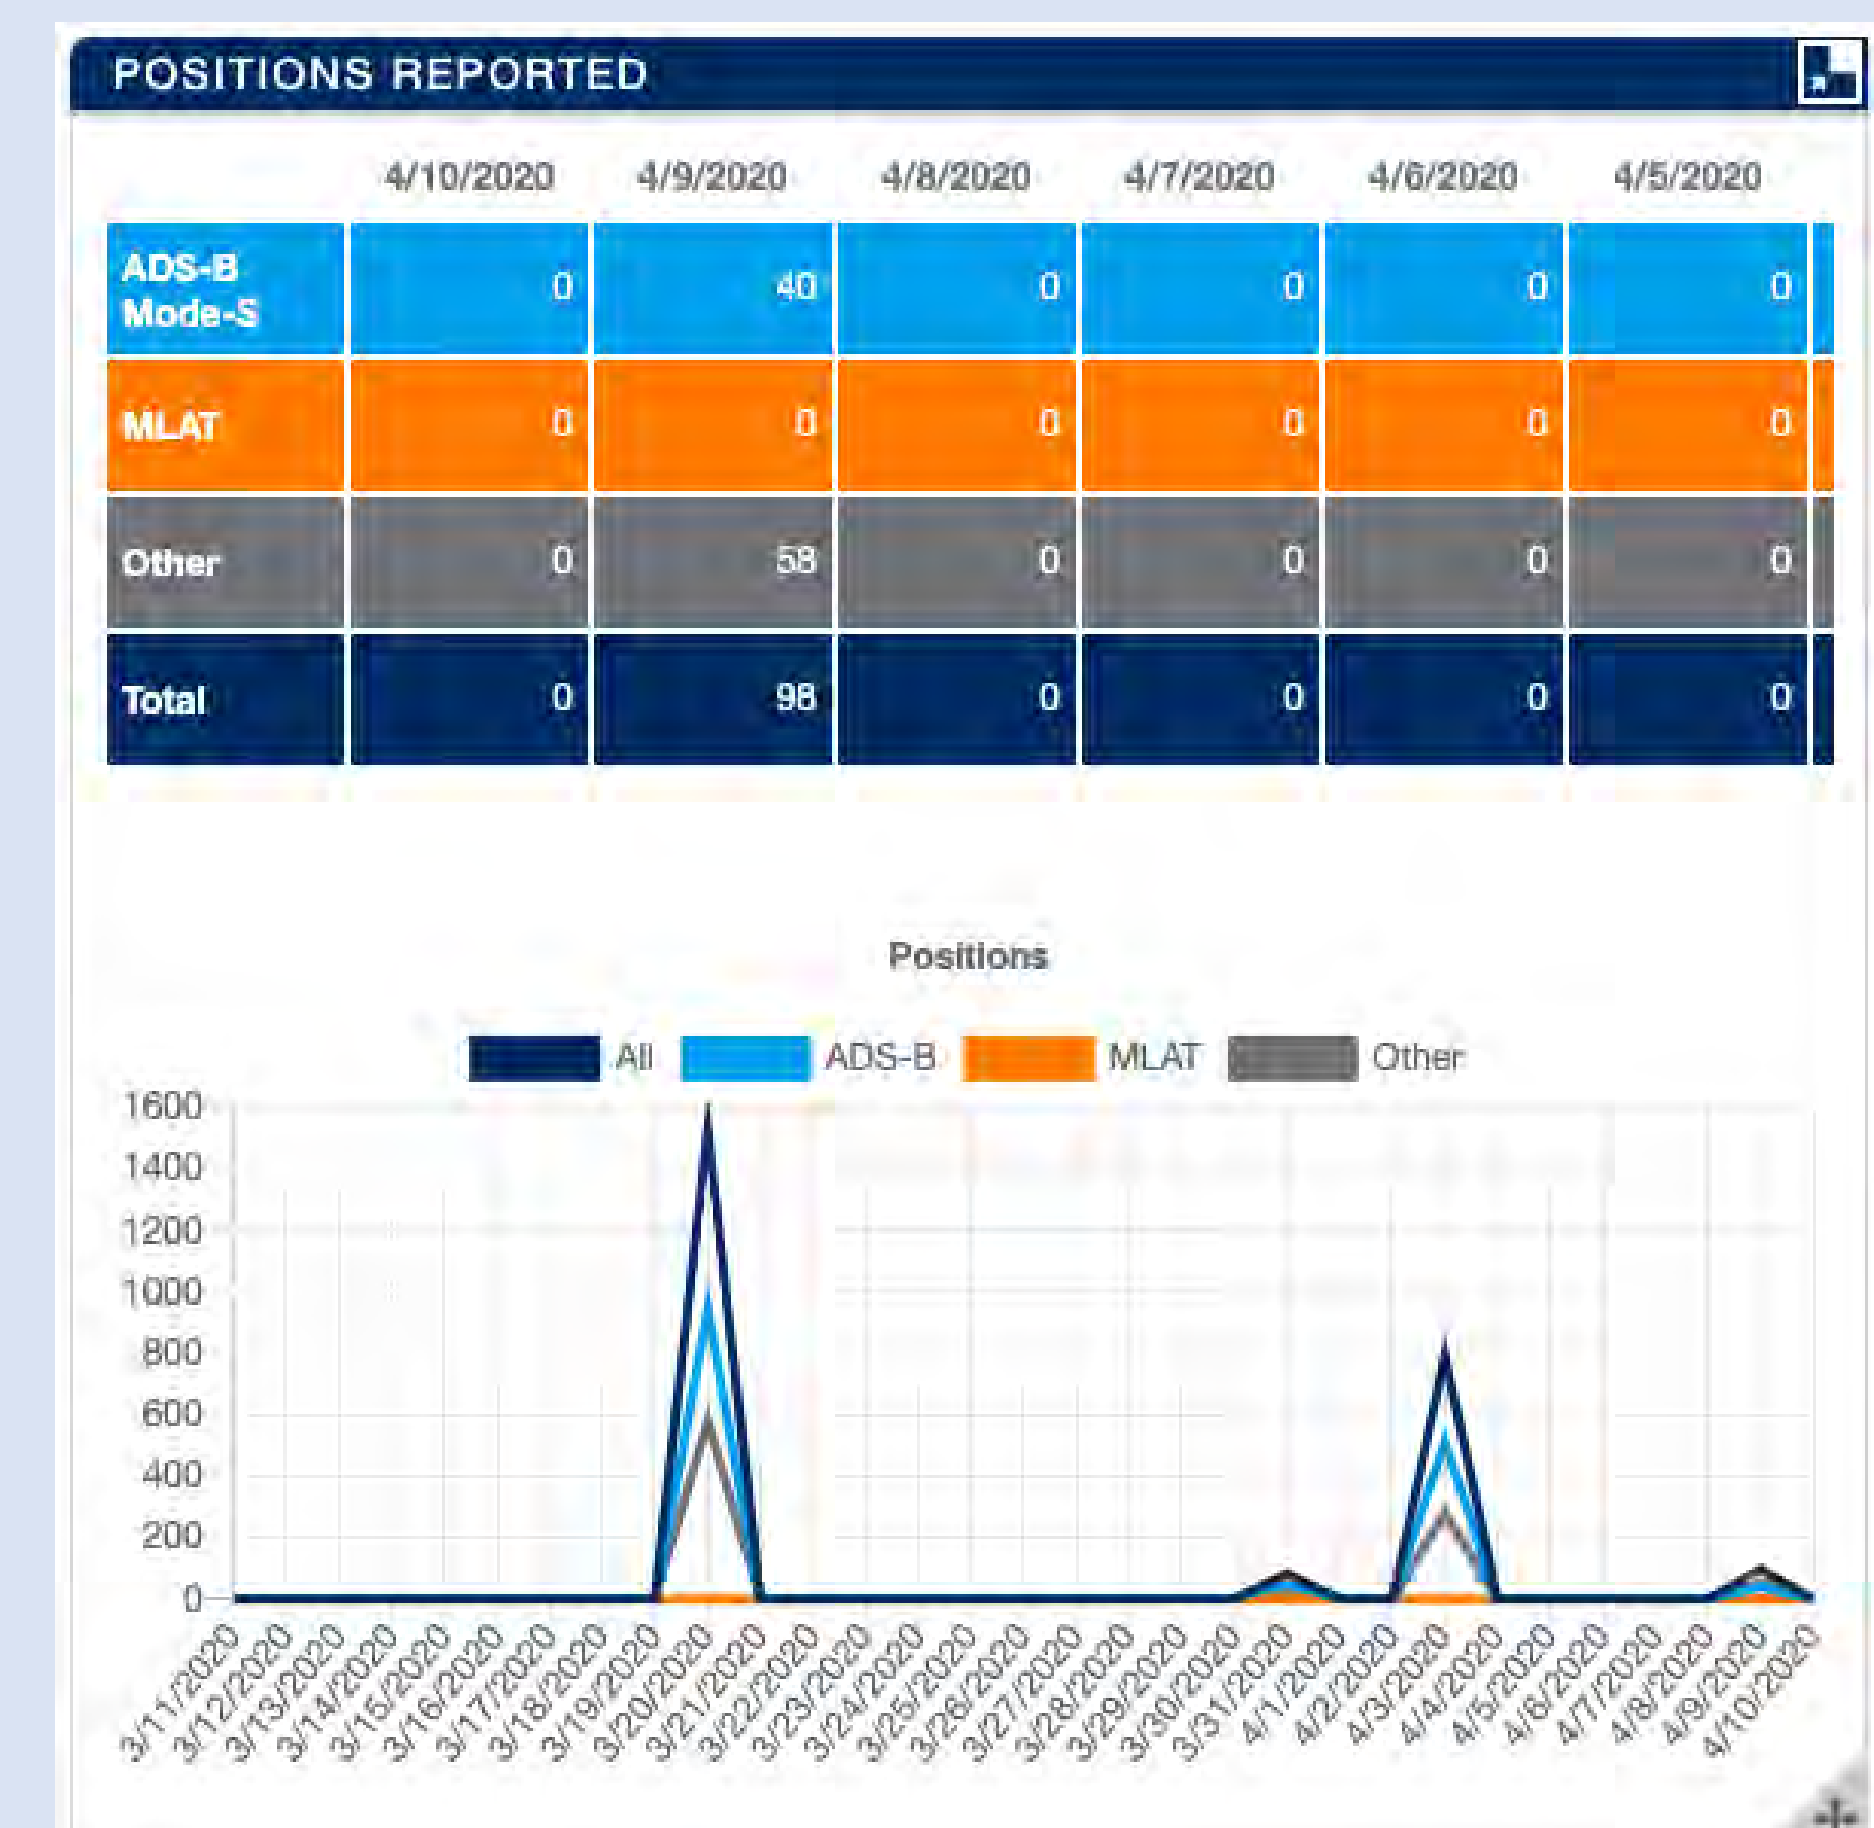 POSITIONS REPORTED
4/10/2020 4/9/2020 4/8/2020 4/7/2020 4/6/2020 4/5/2020
ADS-B
Mode-S
0 40 0 0 0 0
MLAT 0 0 0 0 0 0
Other 0 58 0 0 0 0
Total 0 98 0 0 0 0
Positions
All ADS-B MLAT Other
1600
1400
1200
1000
800
600
400
200
0
3/11/2020 3/12/2020 3/13/2020 3/14/2020 3/15/2020 3/16/2020 3/17/2020 3/18/2020 3/19/2020 3/20/2020 3/21/2020 3/22/2020 3/23/2020 3/24/2020 3/25/2020 3/26/2020 3/27/2020 3/28/2020 3/29/2020 3/30/2020 3/31/2020 4/1/2020 4/2/2020 4/3/2020 4/4/2020 4/5/2020 4/6/2020 4/7/2020 4/8/2020 4/9/2020 4/10/2020